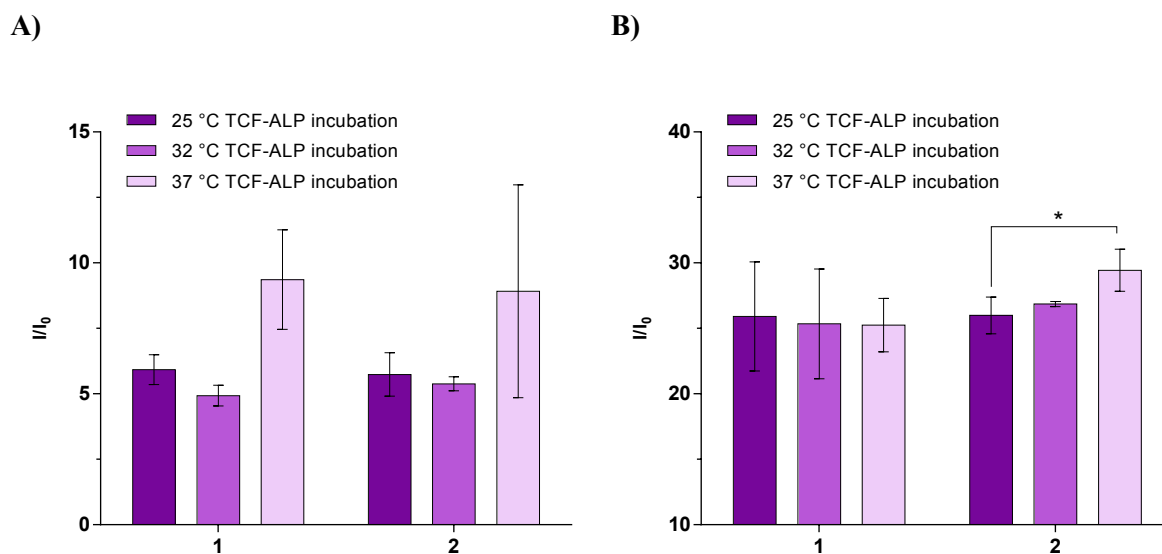 A)
25 °C TCF-ALP incubation
32 °C TCF-ALP incubation
37 °C TCF-ALP incubation
15
10
5
0
I/I0
1
2
B)
25 °C TCF-ALP incubation
32 °C TCF-ALP incubation
37 °C TCF-ALP incubation
*
40
30
20
10
I/I0
1
2